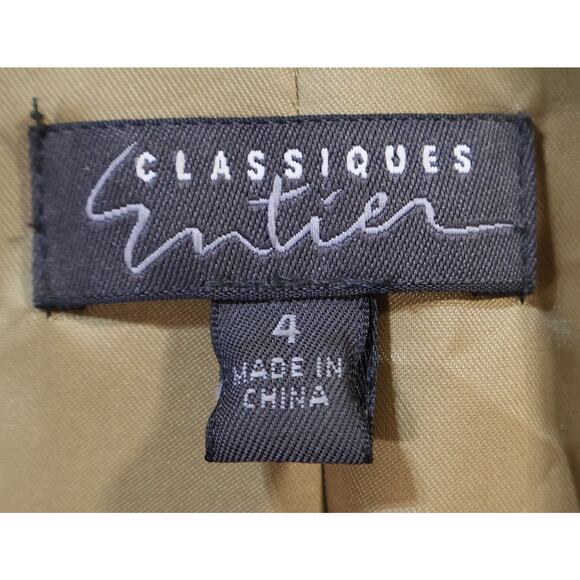 CLASSIQUES
Entier
4
MADE IN
CHINA